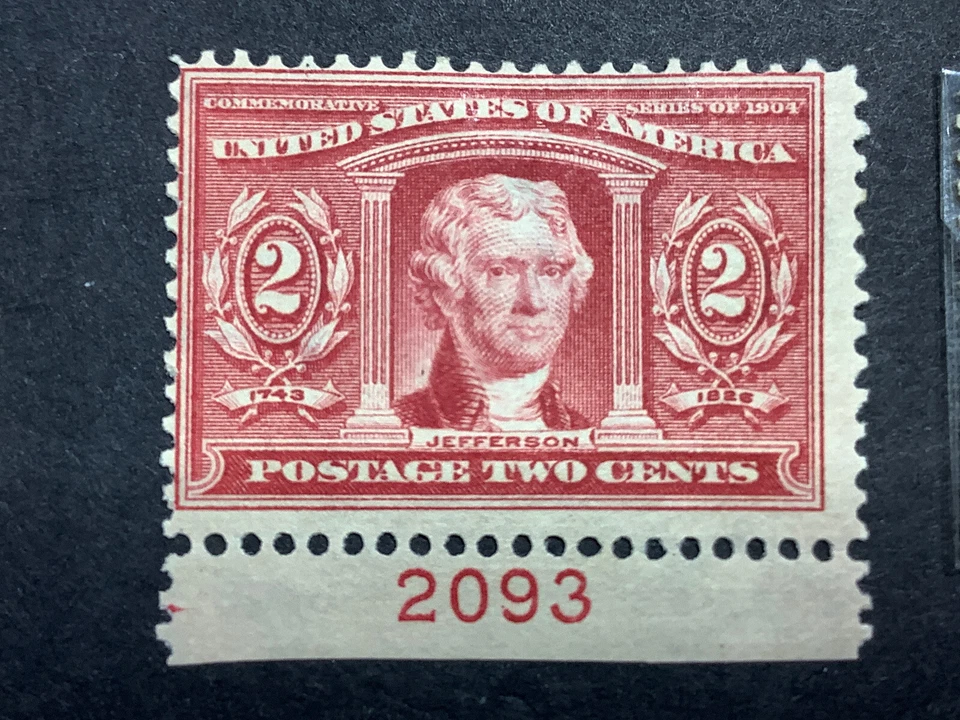 COMMEMORATIVE SERIES OF 1904
UNITED STATES OF AMERICA
2 2
1743 1826
JEFFERSON
POSTAGE TWO CENTS
2093